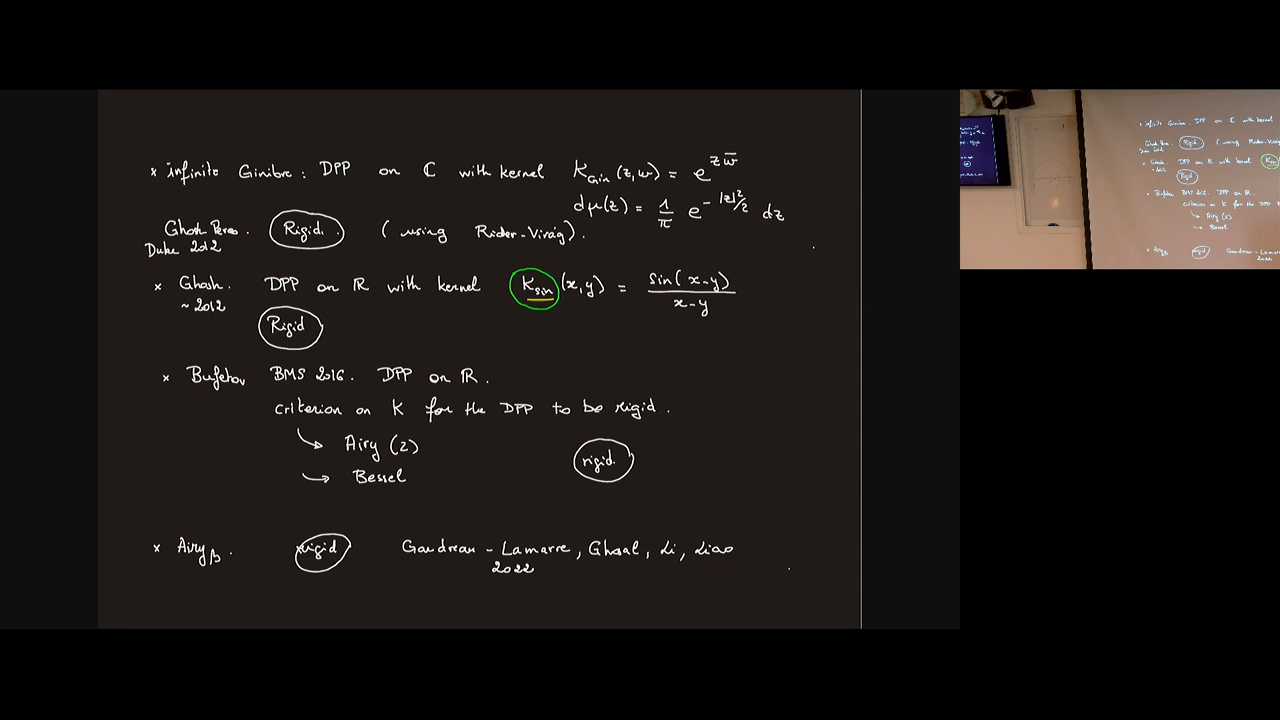 * infinite Ginibre : DPP on ℂ with kernel K_Gin (z,w) = e^{z w̄}
dμ(z) = 1/π e^{-|z|²/2} dz
Ghosh Peres. Rigid. ( using Rider-Virág ).
Duke 2012
* Ghosh. DPP on ℝ with kernel K_sin (x,y) = sin(x-y)/(x-y)
~ 2012
Rigid
* Bufetov BMS 2016. DPP on ℝ.
criterion on K for the DPP to be rigid.
↳ Airy (2)
rigid.
↳ Bessel
* Airy_β. rigid Gaudreau - Lamarre, Ghosal, Li, Liao
2022